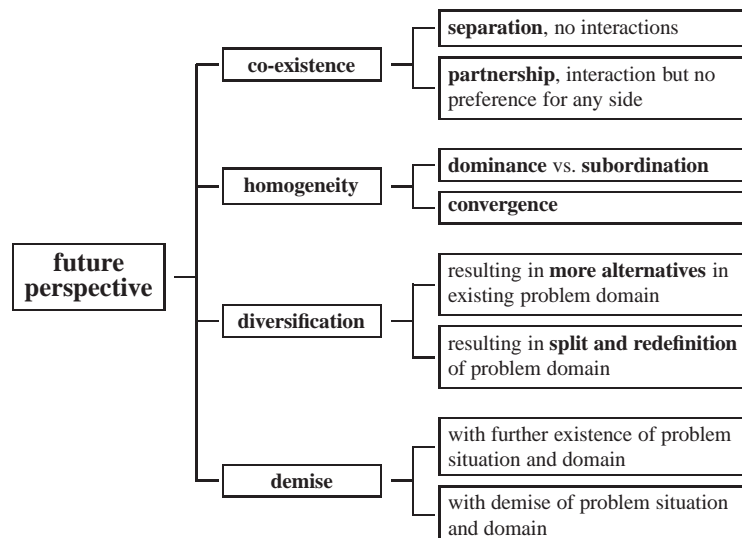 future
perspective
co-existence
separation, no interactions
partnership, interaction but no
preference for any side
homogeneity
dominance vs. subordination
convergence
diversification
resulting in more alternatives in
existing problem domain
resulting in split and redefinition
of problem domain
demise
with further existence of problem
situation and domain
with demise of problem situation
and domain